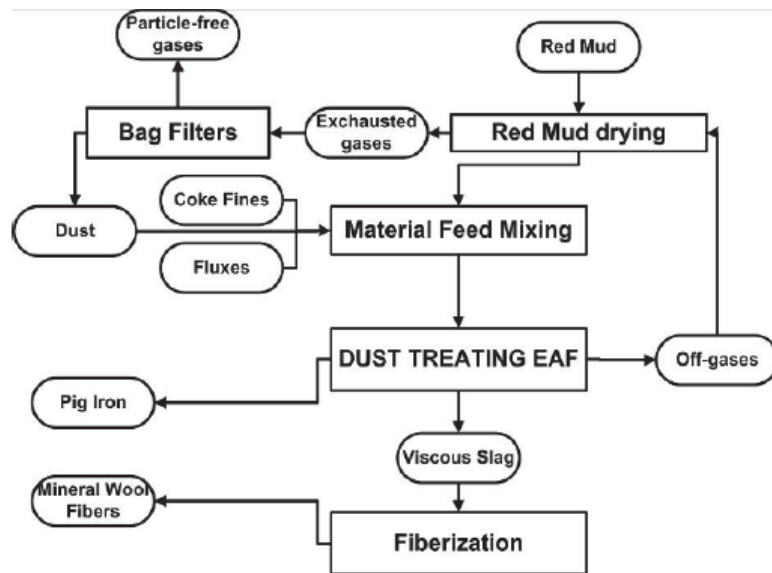 Particle-free
gases
Red Mud
Bag Filters
Exchausted
gases
Red Mud drying
Coke Fines
Dust
Material Feed Mixing
Fluxes
DUST TREATING EAF
Off-gases
Pig Iron
Viscous Slag
Mineral Wool
Fibers
Fiberization